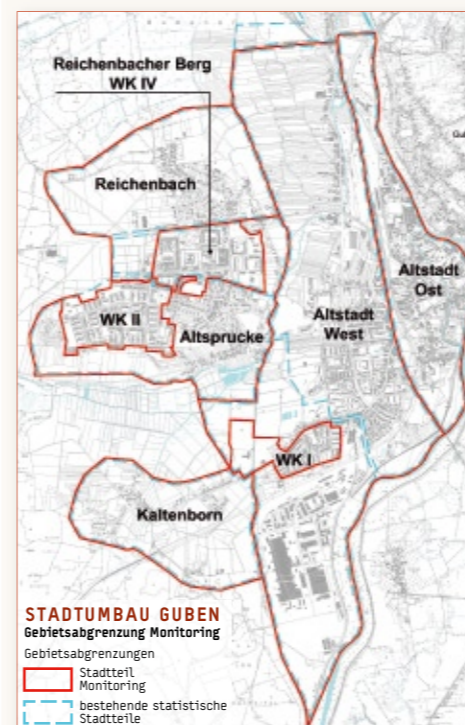 Reichenbacher Berg
WK IV
Reichenbach
Altstadt
Ost
WK II
Altsprucke
Altstadt
West
WK I
Kaltenborn
STADTUMBAU GUBEN
Gebietsabgrenzung Monitoring
Gebietsabgrenzungen
Stadtteil
Monitoring
bestehende statistische
Stadtteile